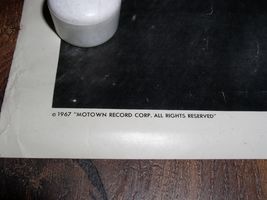 © 1967 "MOTOWN RECORD CORP. ALL RIGHTS RESERVED"